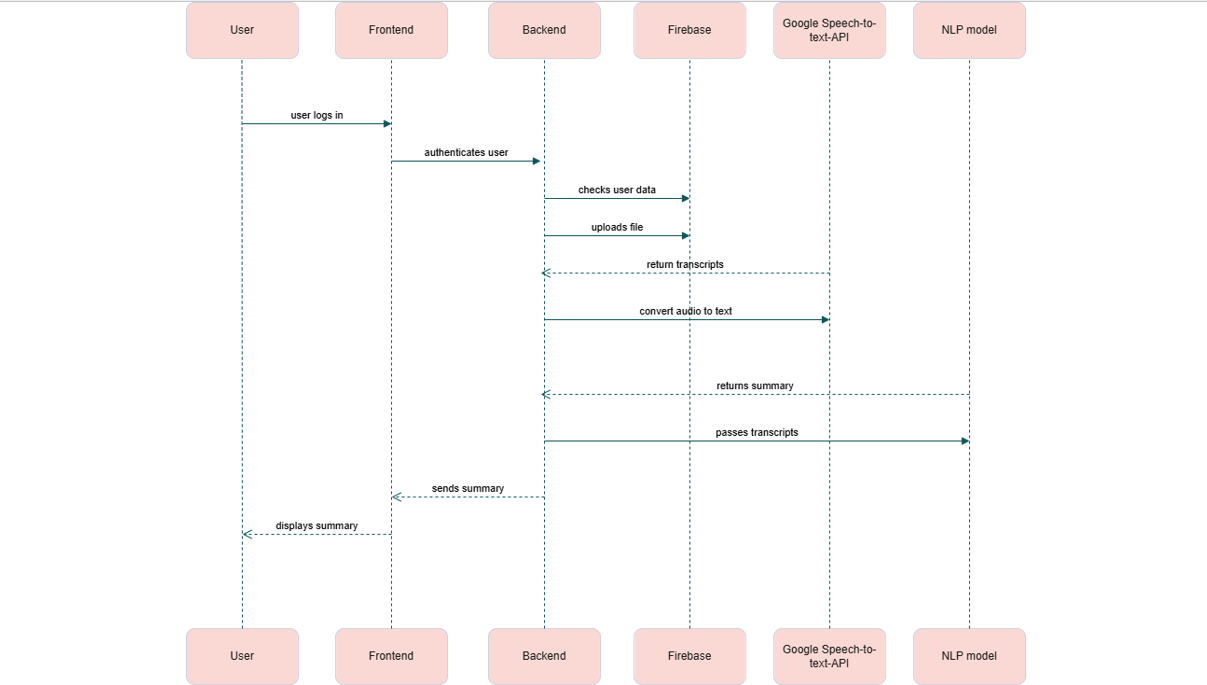 User
Frontend
Backend
Firebase
Google Speech-to-
text-API
NLP model
user logs in
authenticates user
checks user data
uploads file
return transcripts
convert audio to text
returns summary
passes transcripts
sends summary
displays summary
User
Frontend
Backend
Firebase
Google Speech-to-
text-API
NLP model